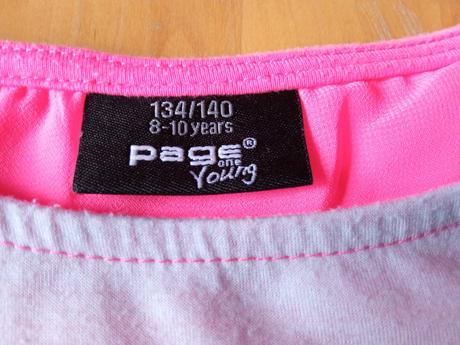 134/140
8-10 years
page®
one
Young